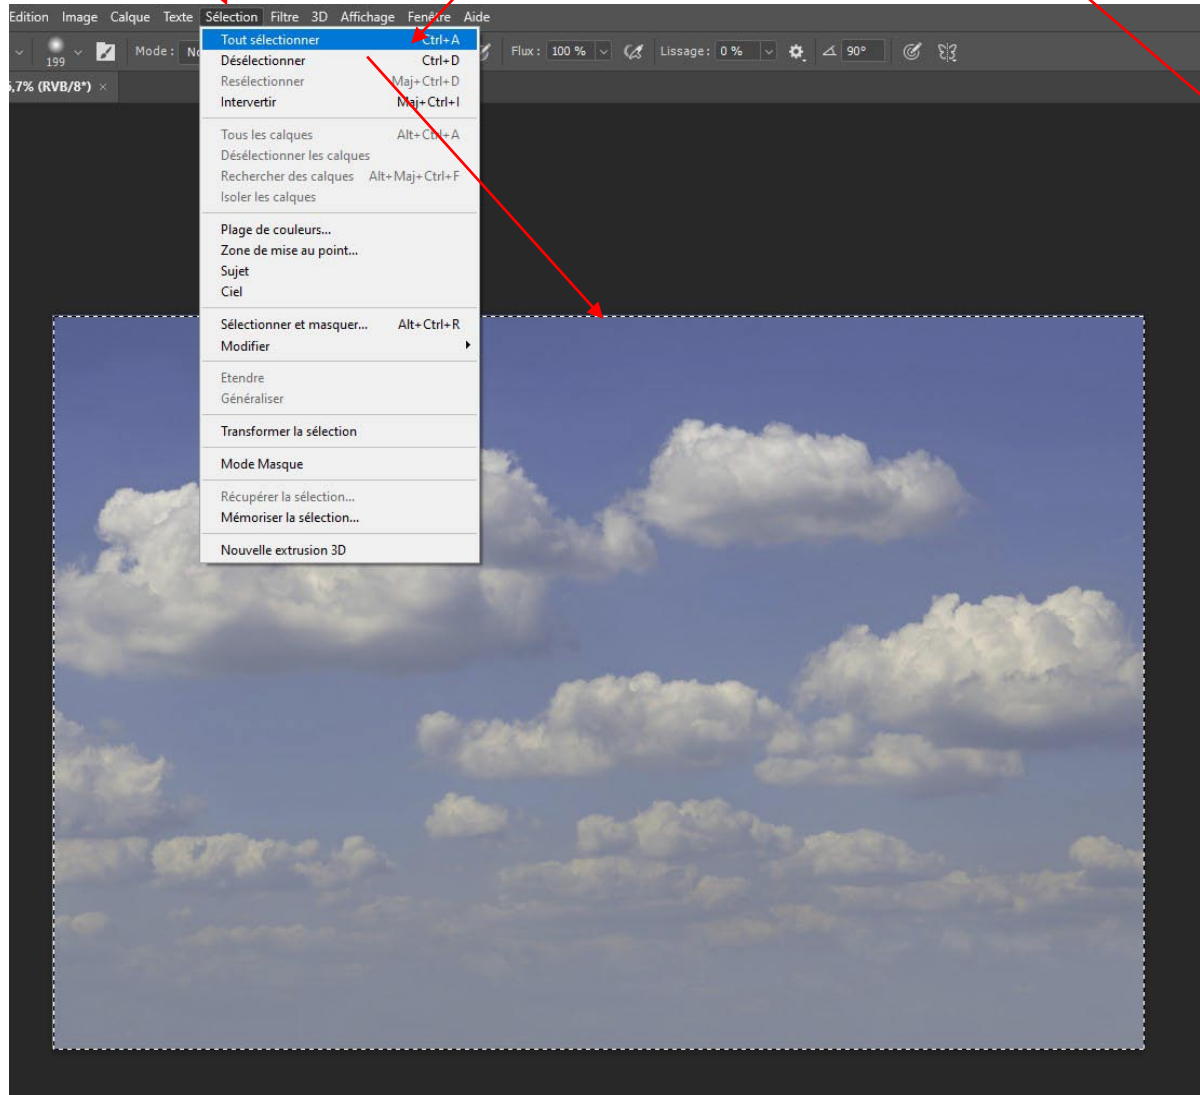 Edition Image Calque Texte Sélection Filtre 3D Affichage Fenêtre Aide
199 Mode : Flux : 100 % Lissage : 0 % 90°
,7% (RVB/8*) ×
Tout sélectionner Ctrl+A
Désélectionner Ctrl+D
Resélectionner Maj+Ctrl+D
Intervertir Maj+Ctrl+I
Tous les calques Alt+Ctrl+A
Désélectionner les calques
Rechercher des calques Alt+Maj+Ctrl+F
Isoler les calques
Plage de couleurs...
Zone de mise au point...
Sujet
Ciel
Sélectionner et masquer... Alt+Ctrl+R
Modifier
Etendre
Généraliser
Transformer la sélection
Mode Masque
Récupérer la sélection...
Mémoriser la sélection...
Nouvelle extrusion 3D